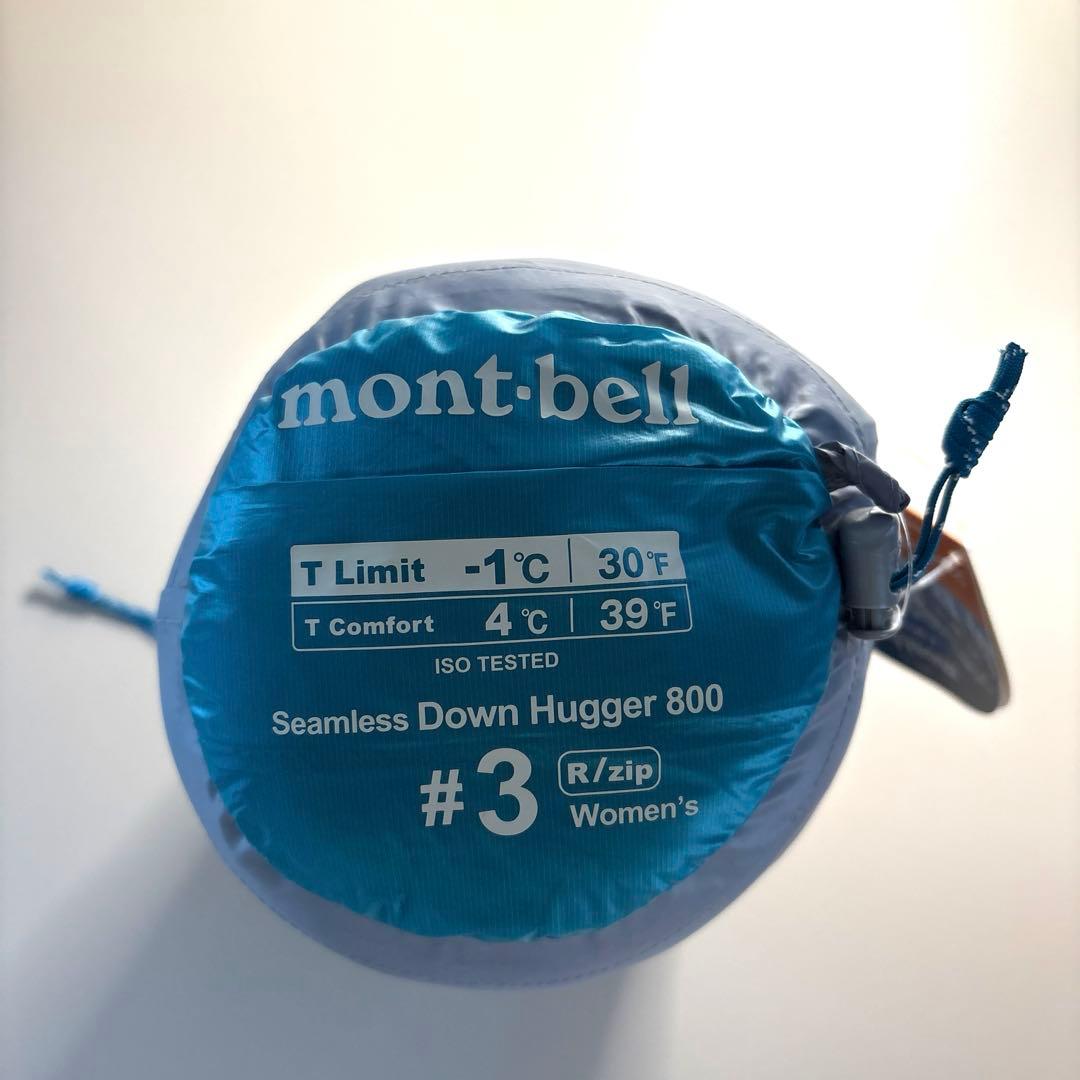 mont·bell
T Limit -1℃ | 30℉
T Comfort 4℃ | 39℉
ISO TESTED
Seamless Down Hugger 800
#3 R/zip
Women's